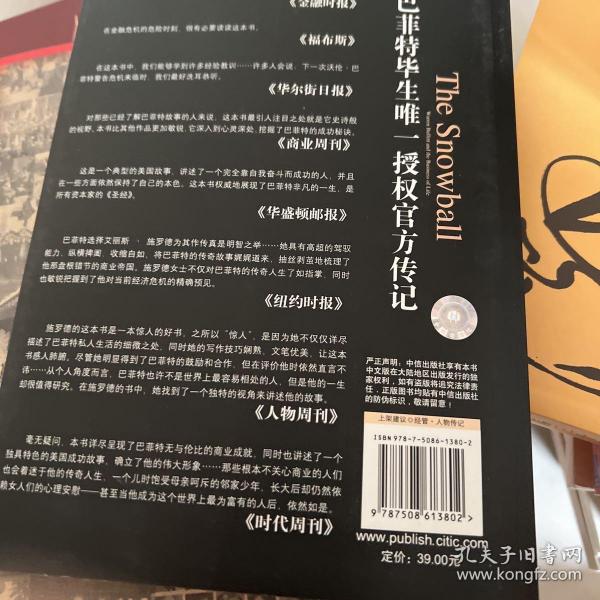 《金融时报》
在金融危机的危险时刻,很有必要读读这本书。
《福布斯》
在这本书中,我们能够学到许多经验教训……许多人会说,下一次沃伦·巴
菲特警告危机来临时,我们最好洗耳恭听。
《华尔街日报》
对那些已经了解巴菲特故事的人来说,这本书最引人注目之处就是它史诗般
的视野,本书比其他作品更加敏锐,它深入到心灵深处,挖掘了巴菲特的成功秘诀。
《商业周刊》
这是一个典型的美国故事,讲述了一个完全靠自我奋斗而成功的人,并且
在一些方面依然保持了自己的本色。这本书权威地展现了巴菲特非凡的一生,是
所有资本家的《圣经》。
《华盛顿邮报》
巴菲特选择艾丽斯·施罗德为其作传真是明智之举……她具有高超的驾驭
能力,纵横捭阖、收缩自如,将巴菲特的传奇故事娓娓道来,抽丝剥茧地梳理了
他那盘根错节的商业帝国。施罗德女士不仅对巴菲特的传奇人生了如指掌,同时
也敏锐把握到了他对当前经济危机的精确预见。
《纽约时报》
施罗德的这本书是一本惊人的好书,之所以“惊人”,是因为她不仅仅详尽
描述了巴菲特私人生活的细微之处,同时她的写作技巧娴熟,文笔优美,让这本
书感人肺腑。尽管她明显得到了巴菲特的鼓励和合作,但在评价他时依然直言不
讳……从个人角度而言,巴菲特也许不是世界上最容易相处的人,但是他的一生
却很值得研究。在施罗德的书中,她找到了一个独特的视角来讲述他的故事。
《人物周刊》
毫无疑问,本书详尽呈现了巴菲特无与伦比的商业成就,同时也讲述了一个
独具特色的美国成功故事,确立了他的伟大形象……那些根本不关心商业的人们
也会着迷于他的传奇人生,一个儿时饱受母亲呵斥的邻家少年,长大后却仍然依
赖女人们的心理安慰——甚至当他成为这个世界上最为富有的人后,依然如是。
《时代周刊》
巴菲特毕生唯一授权官方传记
The Snowball
Warren Buffett and the Business of Life
严正声明:中信出版社享有本书
中文版在大陆地区出版发行的独
家权利,如有盗版将追究法律责
任,正版图书均贴有中信出版社
的防伪标识,敬请留意!
上架建议◎经管·人物传记
ISBN 978-7-5086-1380-2
9 787508 613802 >
www.publish.citic.com
定价:39.00元
孔夫子旧书网
www.kongfz.com